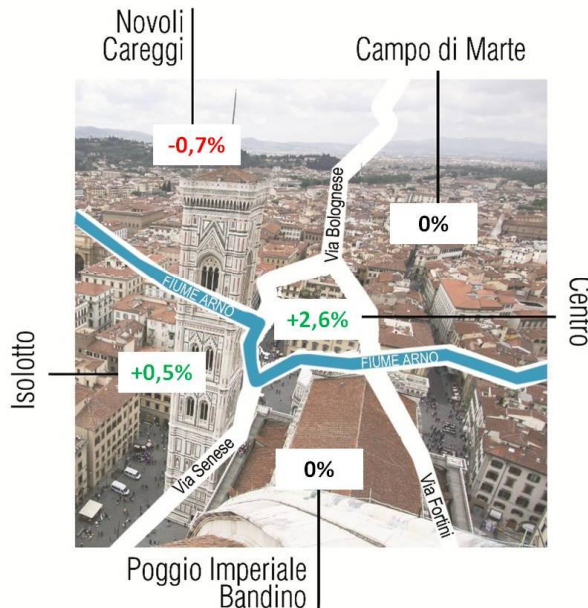 Novoli
Careggi
Campo di Marte
-0,7%
Via Bolognese
0%
FIUME ARNO
+2,6%
Centro
FIUME ARNO
Isolotto
+0,5%
Via Senese
0%
Via Fortini
Poggio Imperiale
Bandino